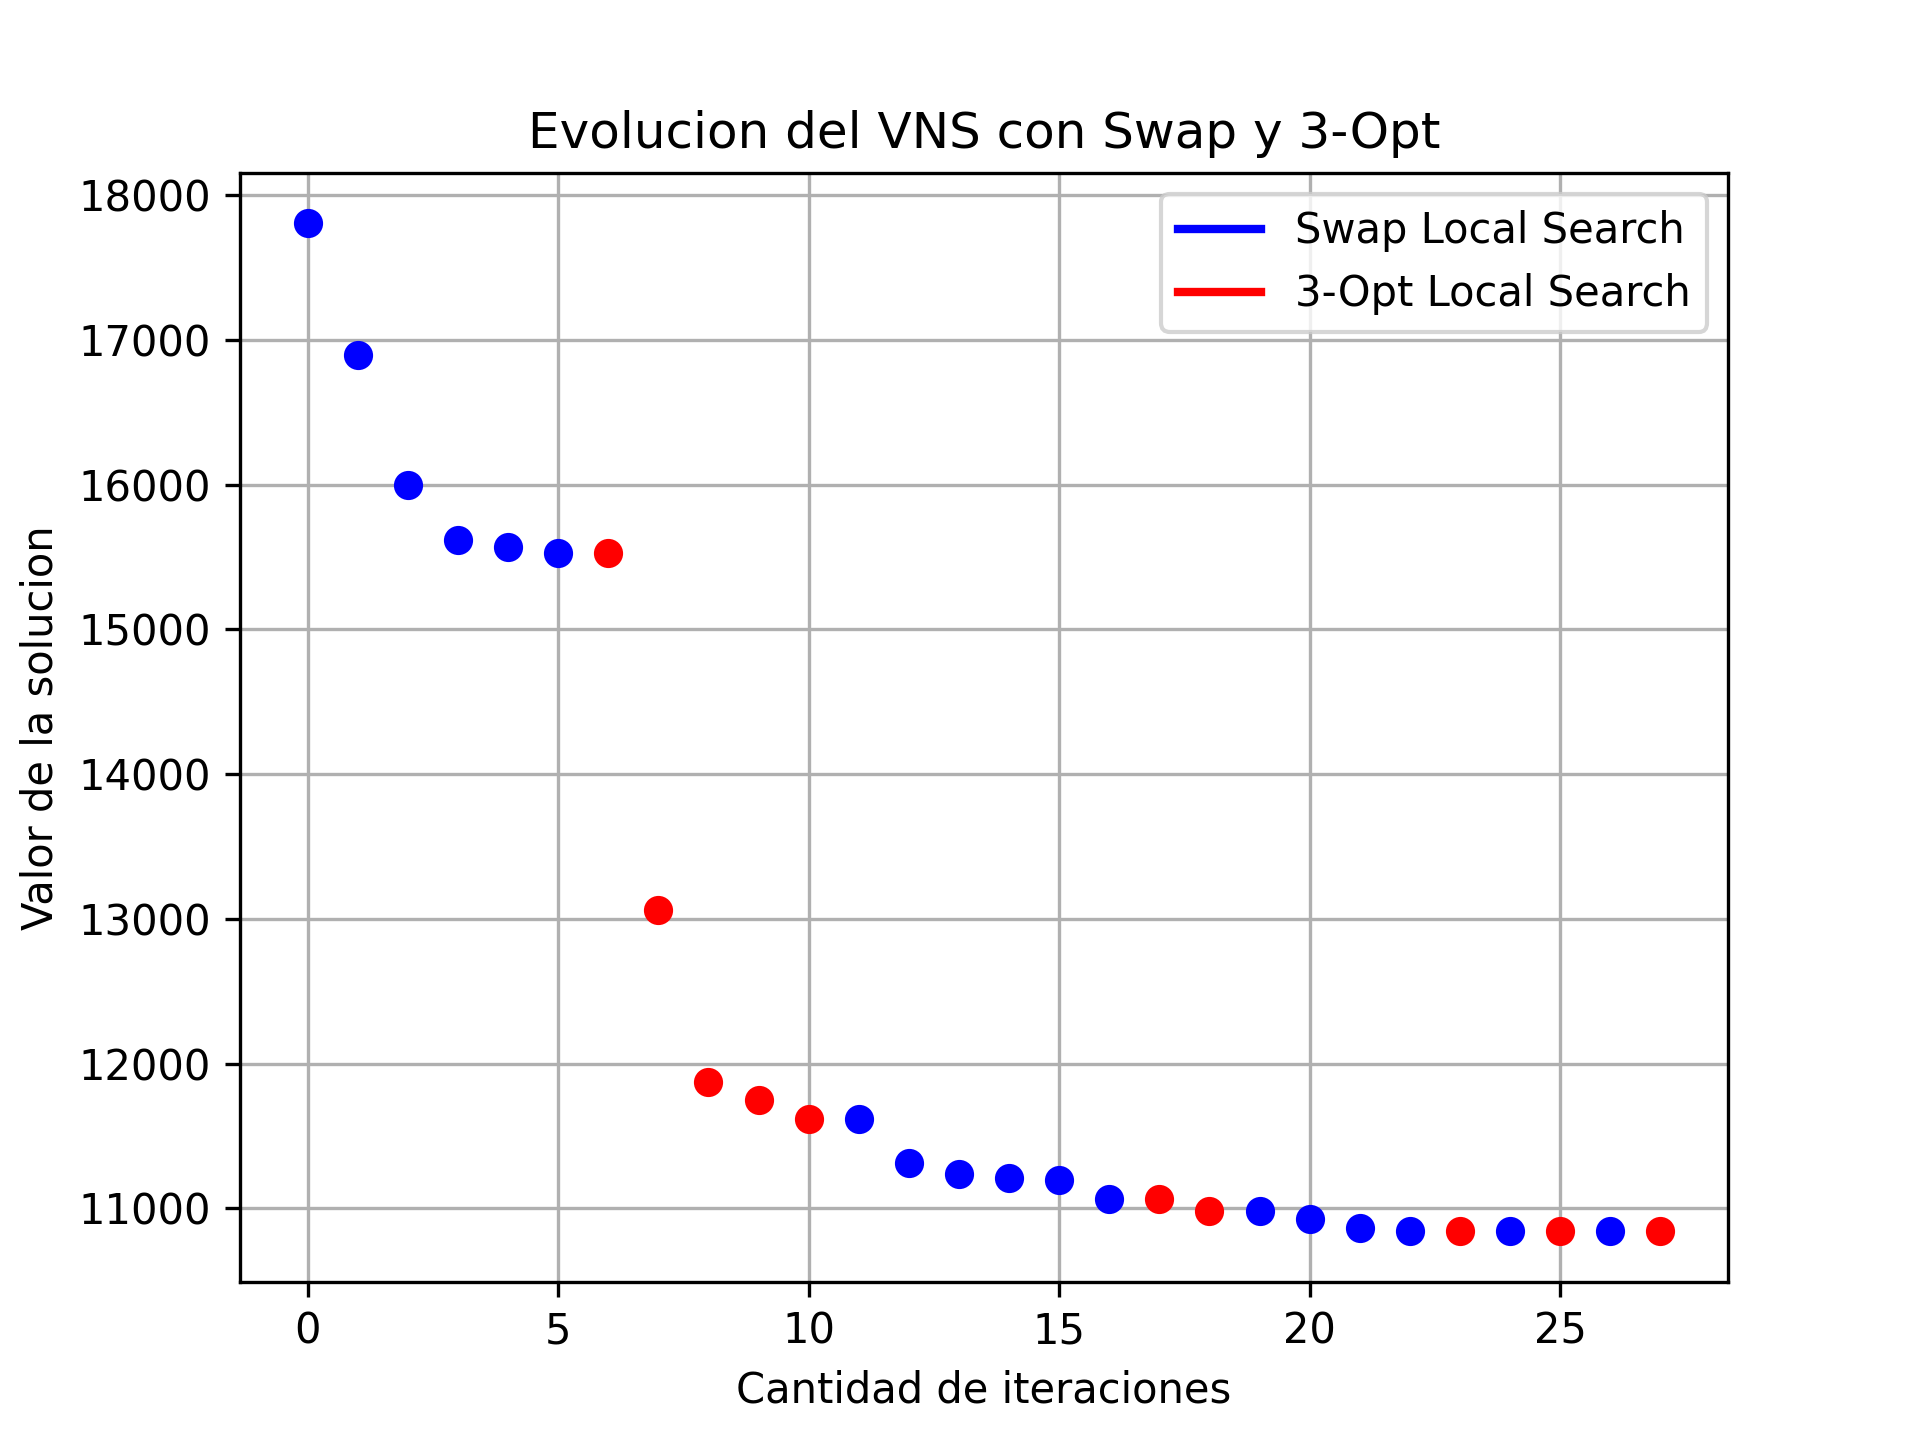 Evolucion del VNS con Swap y 3-Opt
Swap Local Search
3-Opt Local Search
Valor de la solucion
18000
17000
16000
15000
14000
13000
12000
11000
0 5 10 15 20 25
Cantidad de iteraciones